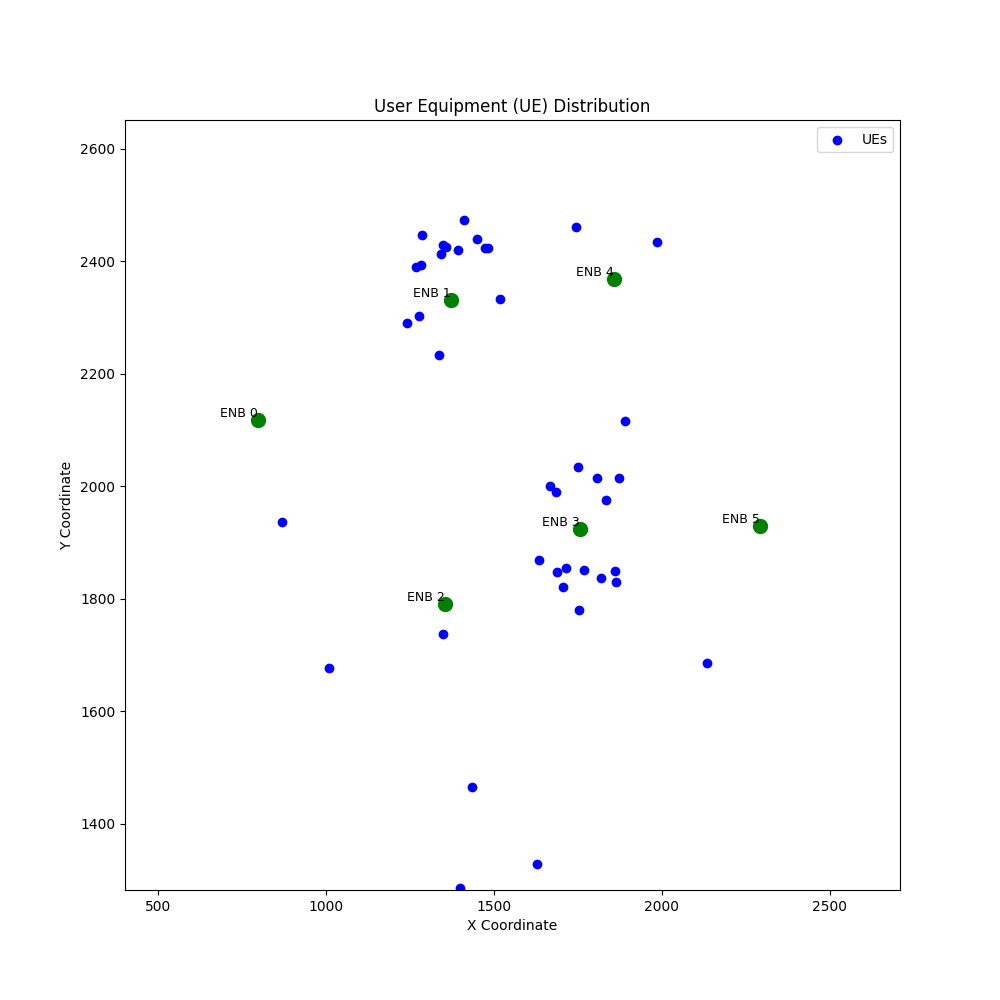 User Equipment (UE) Distribution
UEs
2600
2400
2200
2000
1800
1600
1400
Y Coordinate
ENB 4
ENB 1
ENB 0
ENB 3
ENB 5
ENB 2
500 1000 1500 2000 2500
X Coordinate